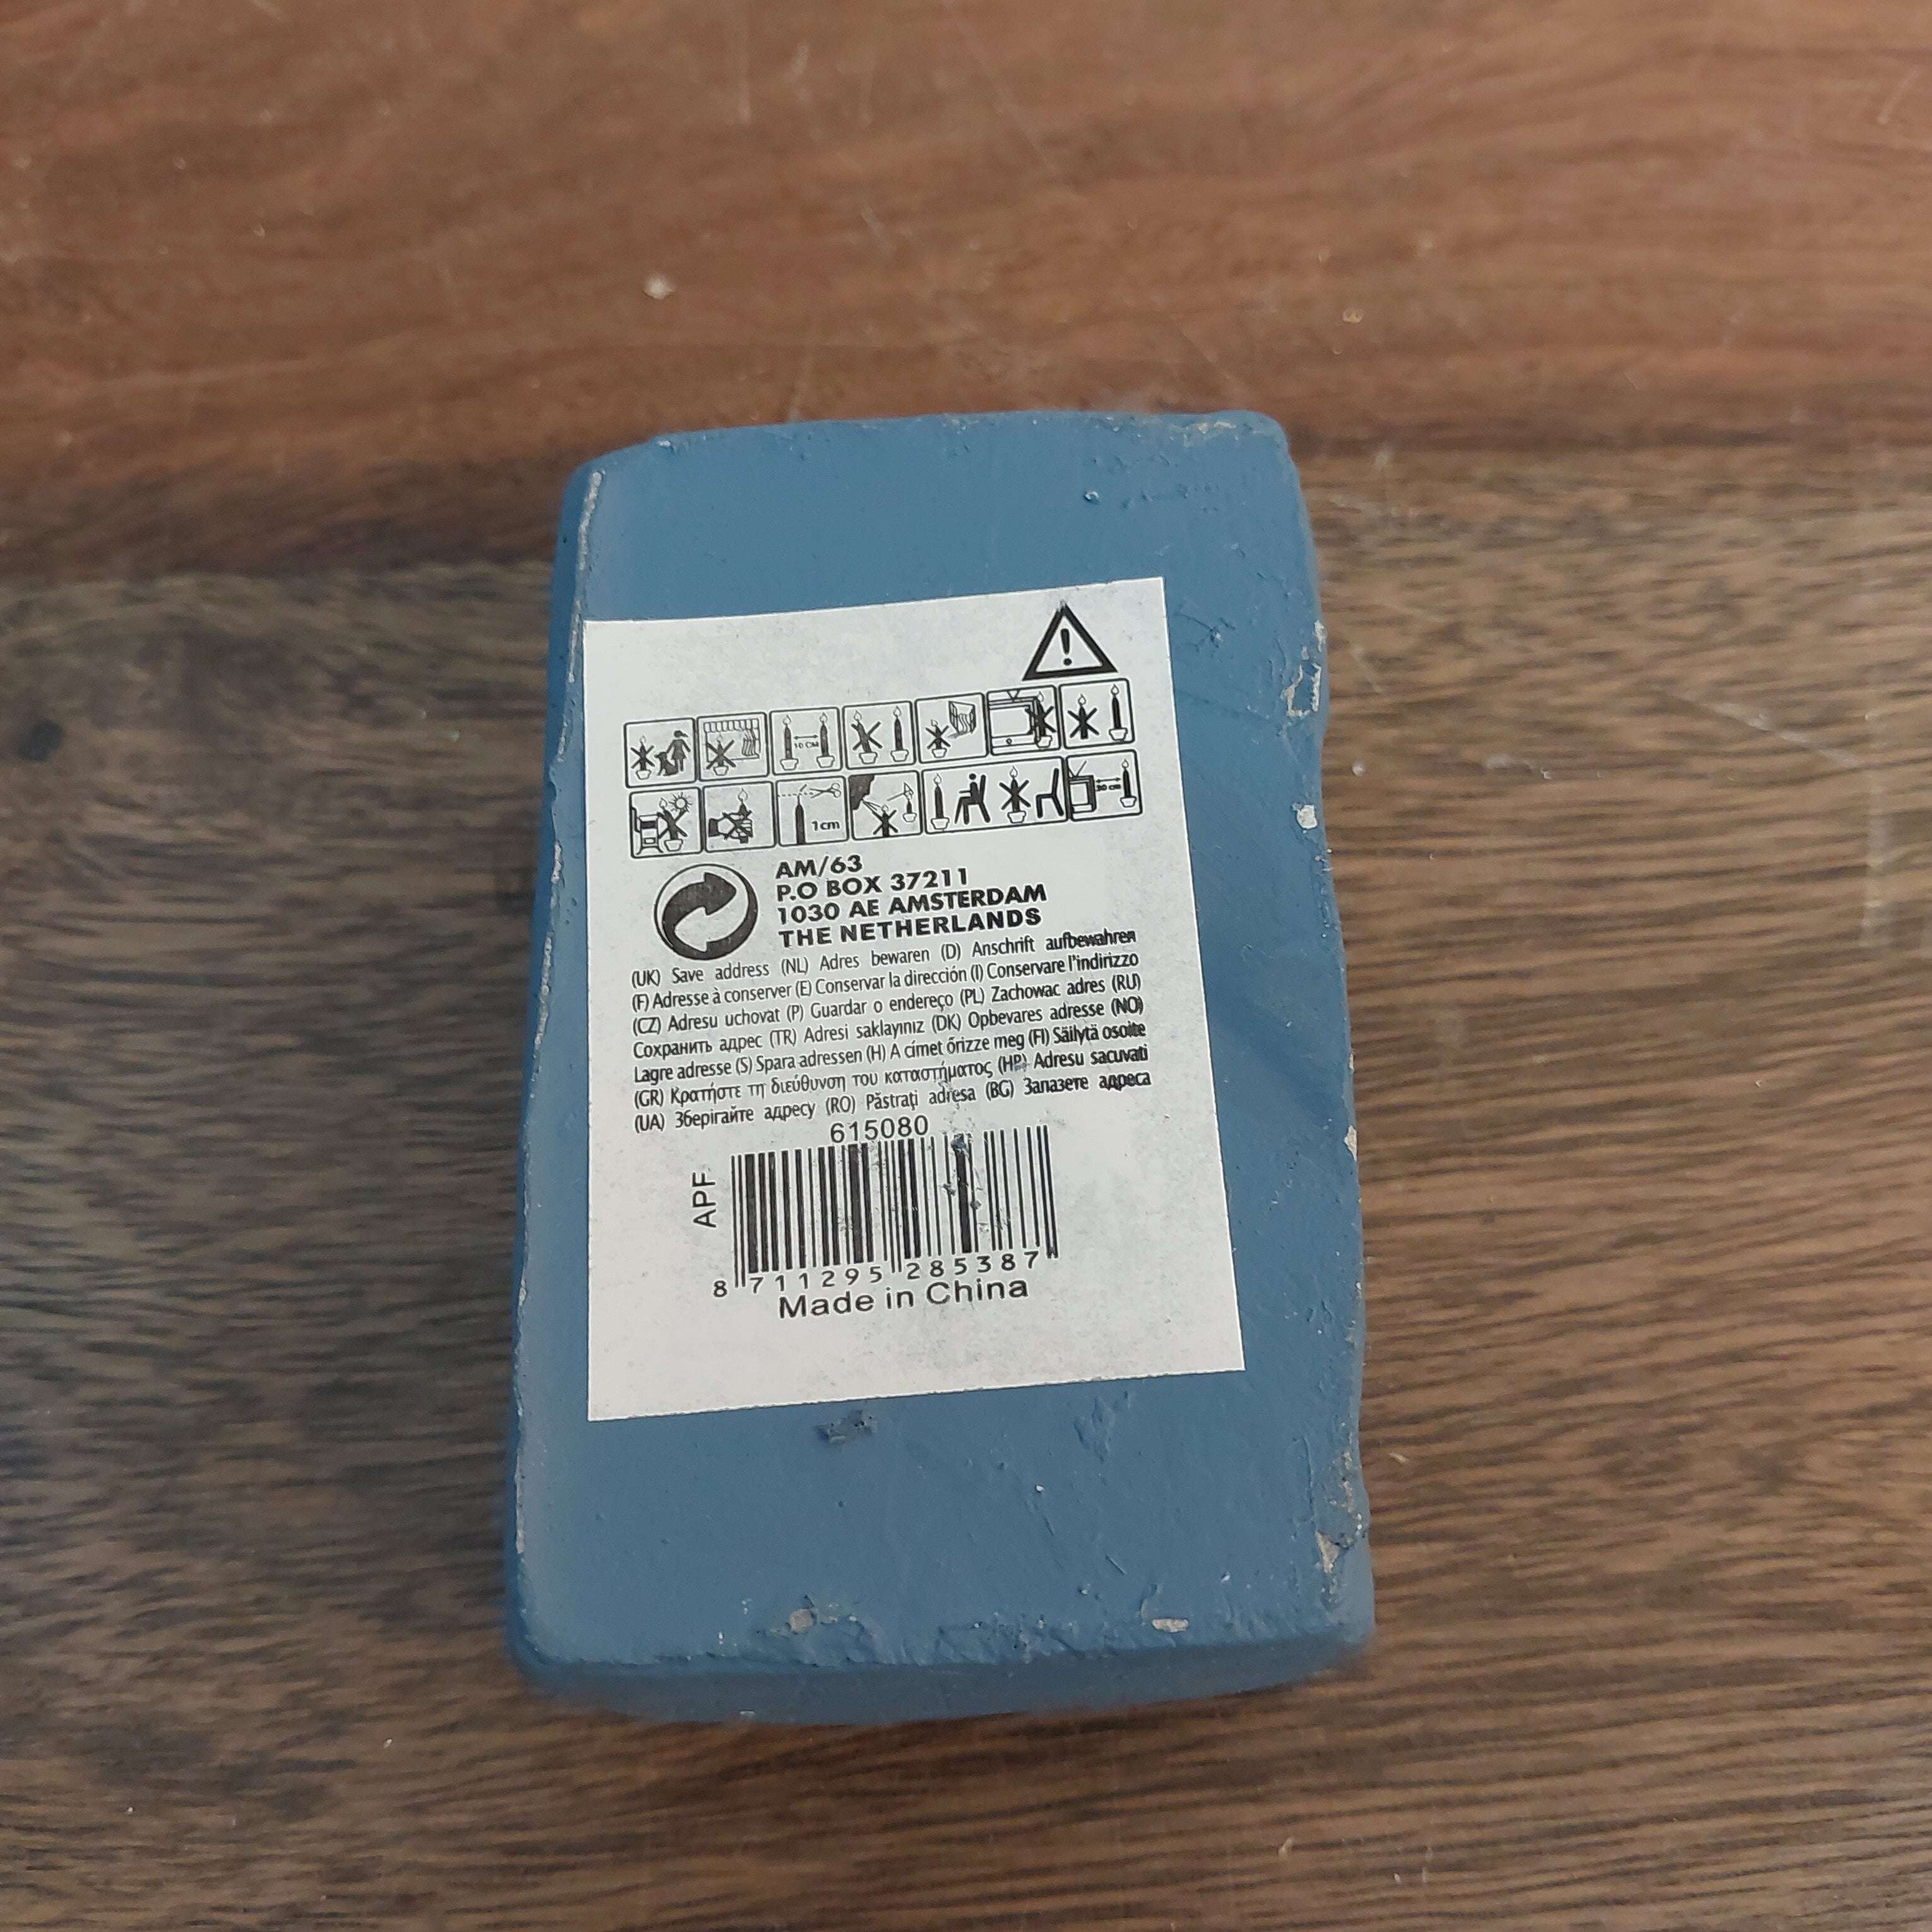 10 CM
1cm
30 cm
AM/63
P.O BOX 37211
1030 AE AMSTERDAM
THE NETHERLANDS
(UK) Save address (NL) Adres bewaren (D) Anschrift aufbewahren
(F) Adresse à conserver (E) Conservar la dirección (I) Conservare l'indirizzo
(CZ) Adresu uchovat (P) Guardar o endereço (PL) Zachowac adres (RU)
Сохранить адрес (TR) Adresi saklayınız (DK) Opbevares adresse (NO)
Lagre adresse (S) Spara adressen (H) A címet őrizze meg (FI) Säilytä osoite
(GR) Κρατήστε τη διεύθυνση του καταστήματος (HR) Adresu sacuvati
(UA) Зберігайте адресу (RO) Păstraţi adresa (BG) Запазете адреса
615080
APF
8 711295 285387
Made in China